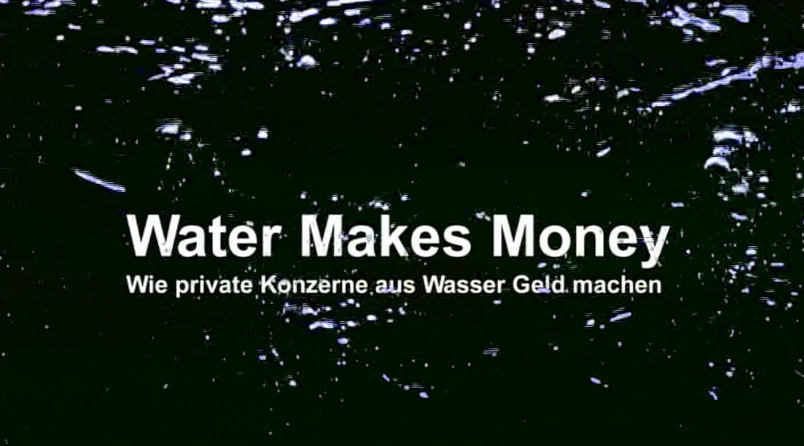 Water Makes Money
Wie private Konzerne aus Wasser Geld machen